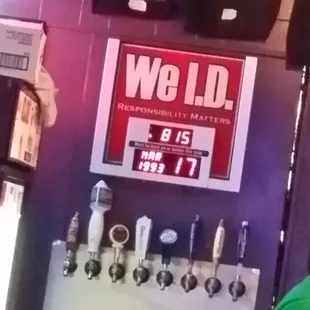 We I.D.
RESPONSIBILITY MATTERS
8:15
MAR
1993 17